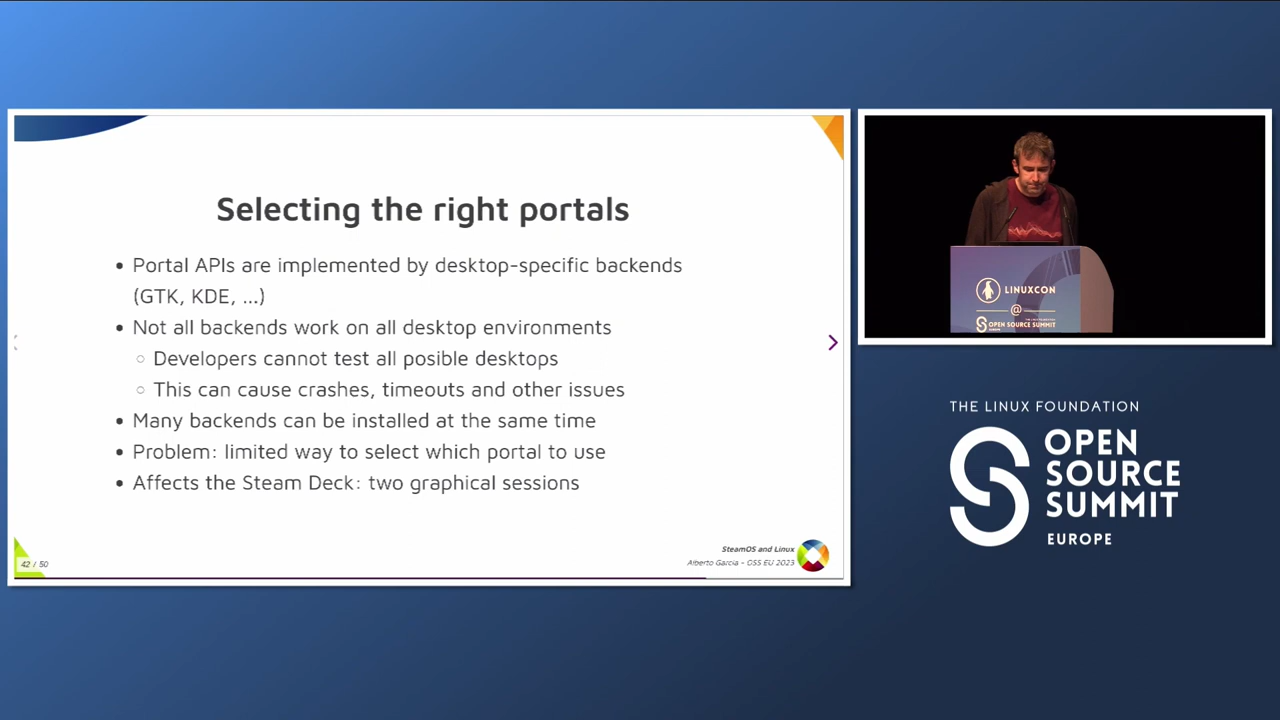 Selecting the right portals
Portal APIs are implemented by desktop-specific backends
(GTK, KDE, ...)
Not all backends work on all desktop environments
Developers cannot test all posible desktops
This can cause crashes, timeouts and other issues
Many backends can be installed at the same time
Problem: limited way to select which portal to use
Affects the Steam Deck: two graphical sessions
42 / 50
SteamOS and Linux
Alberto Garcia - OSS EU 2023
LINUXCON
@
THE LINUX FOUNDATION
OPEN SOURCE SUMMIT
EUROPE
THE LINUX FOUNDATION
OPEN
SOURCE
SUMMIT
EUROPE